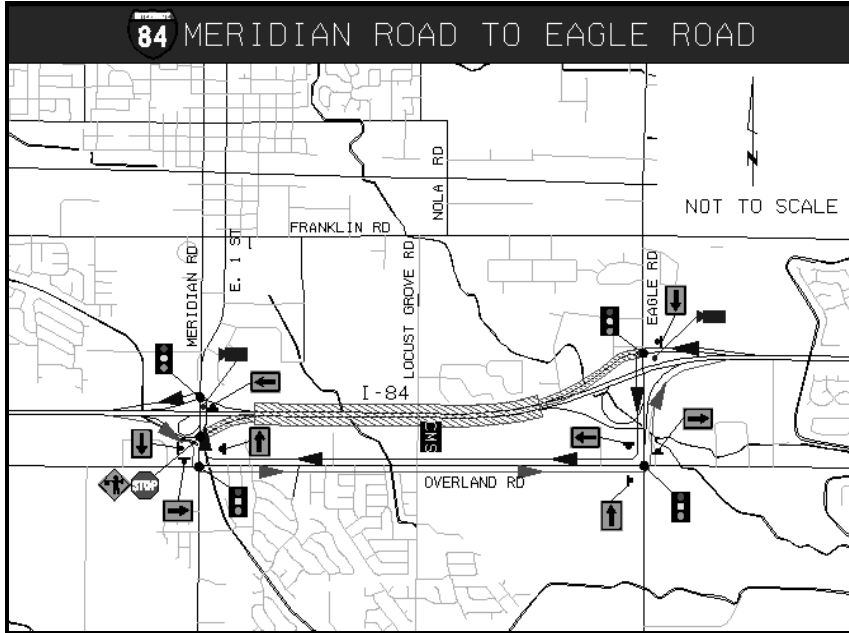 INTERSTATE
84 MERIDIAN ROAD TO EAGLE ROAD
N
NOT TO SCALE
NOLA RD
FRANKLIN RD
MERIDIAN RD
E. 1 ST
LOCUST GROVE RD
EAGLE RD
I-84
CMS
STOP
OVERLAND RD